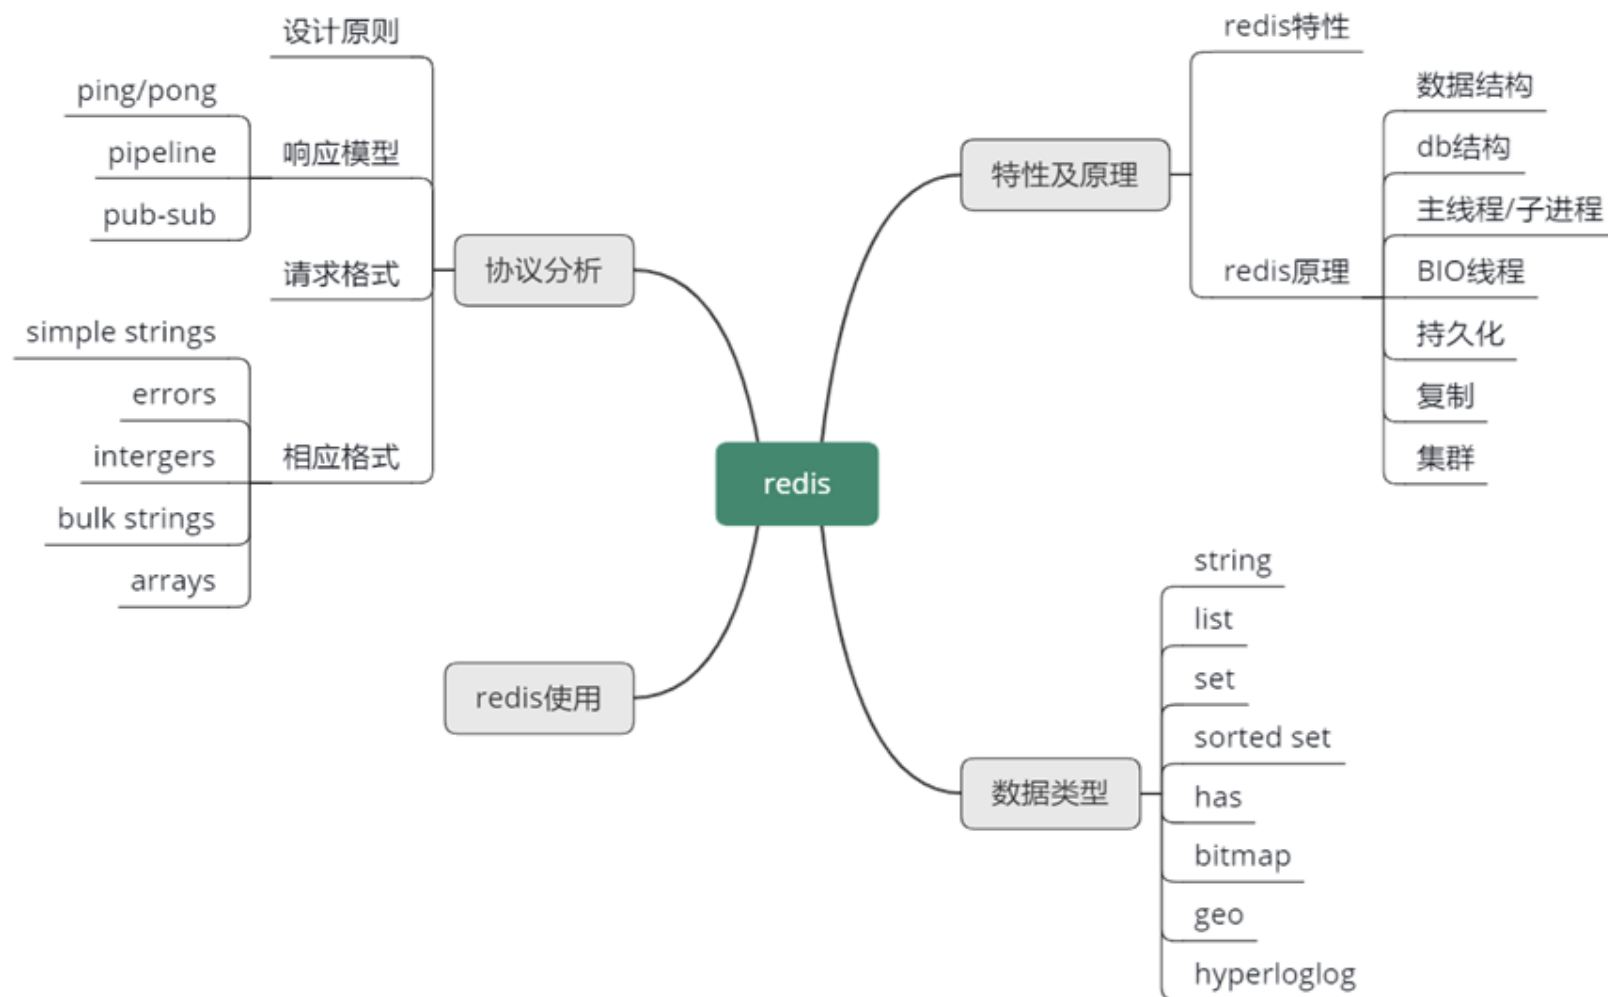 设计原则
ping/pong
pipeline
pub-sub
响应模型
请求格式
simple strings
errors
intergers
bulk strings
arrays
相应格式
协议分析
redis使用
redis
特性及原理
redis特性
redis原理
数据结构
db结构
主线程/子进程
BIO线程
持久化
复制
集群
数据类型
string
list
set
sorted set
has
bitmap
geo
hyperloglog